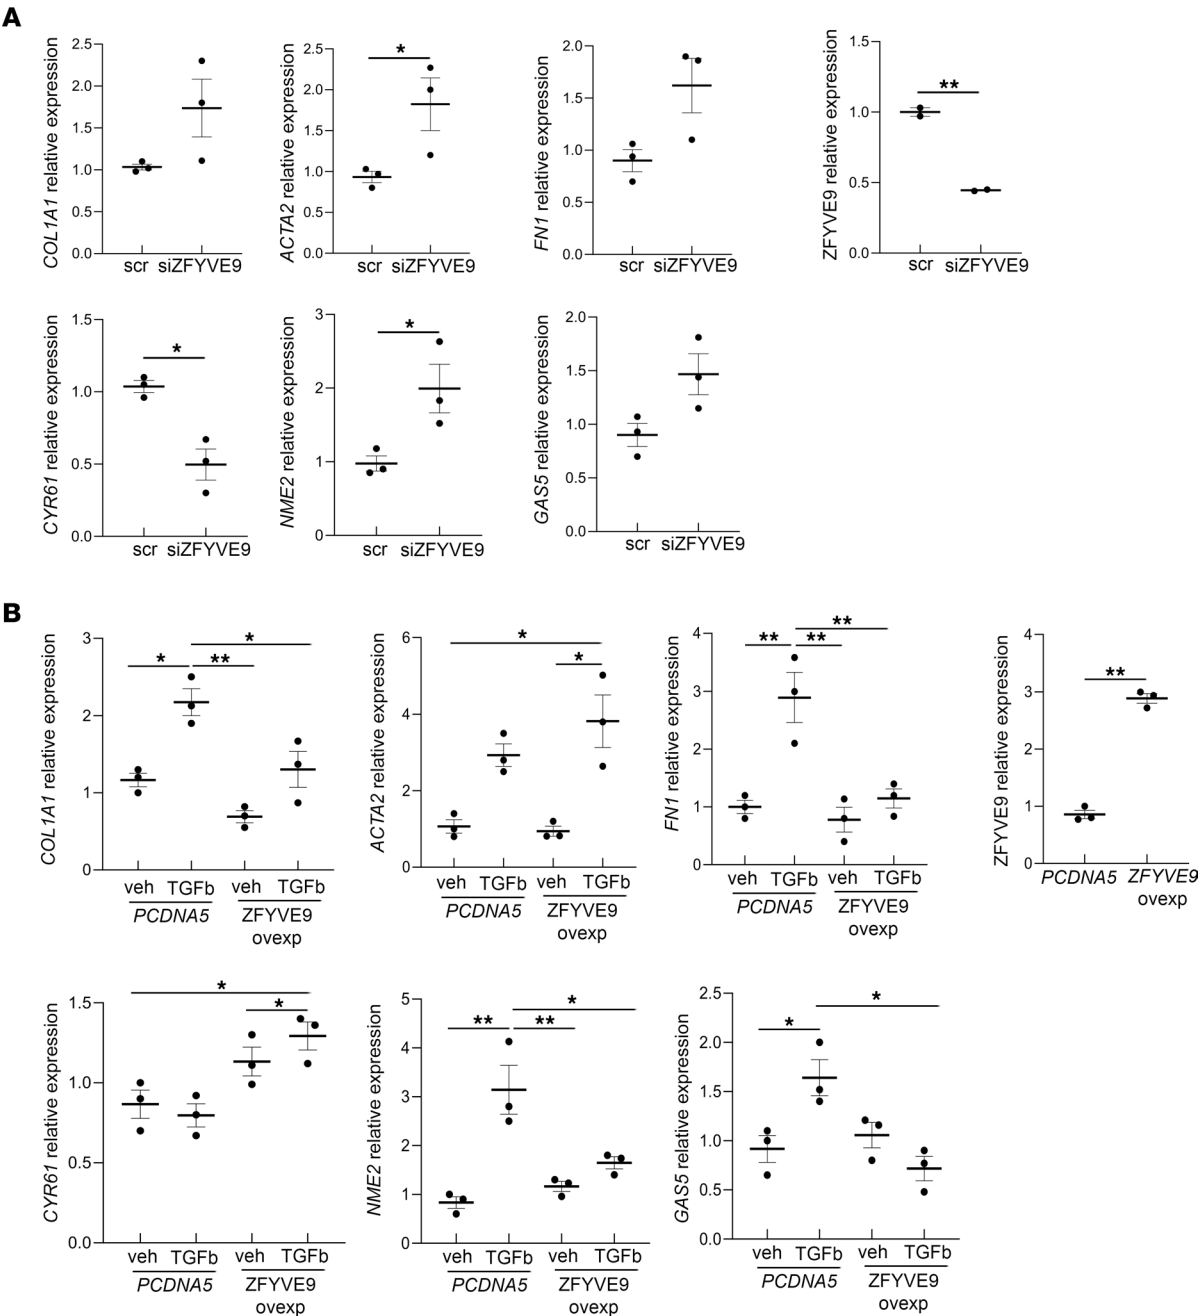 A
COL1A1 relative expression
2.5
2.0
1.5
1.0
0.5
0.0
scr siZFYVE9
ACTA2 relative expression
2.5
2.0
1.5
1.0
0.5
0.0
*
scr siZFYVE9
FN1 relative expression
2.0
1.5
1.0
0.5
0.0
scr siZFYVE9
ZFYVE9 relative expression
1.5
1.0
0.5
0.0
**
scr siZFYVE9
CYR61 relative expression
1.5
1.0
0.5
0.0
*
scr siZFYVE9
NME2 relative expression
3
2
1
0
*
scr siZFYVE9
GAS5 relative expression
2.0
1.5
1.0
0.5
0.0
scr siZFYVE9
B
COL1A1 relative expression
3
2
1
0
*
* **
veh TGFb veh TGFb
PCDNA5 ZFYVE9
ovexp
ACTA2 relative expression
6
4
2
0
*
*
veh TGFb veh TGFb
PCDNA5 ZFYVE9
ovexp
FN1 relative expression
4
3
2
1
0
**
** **
veh TGFb veh TGFb
PCDNA5 ZFYVE9
ovexp
ZFYVE9 relative expression
4
3
2
1
0
**
PCDNA5 ZFYVE9
ovexp
CYR61 relative expression
1.5
1.0
0.5
0.0
*
*
veh TGFb veh TGFb
PCDNA5 ZFYVE9
ovexp
NME2 relative expression
5
4
3
2
1
0
*
** **
veh TGFb veh TGFb
PCDNA5 ZFYVE9
ovexp
GAS5 relative expression
2.5
2.0
1.5
1.0
0.5
0.0
*
*
veh TGFb veh TGFb
PCDNA5 ZFYVE9
ovexp